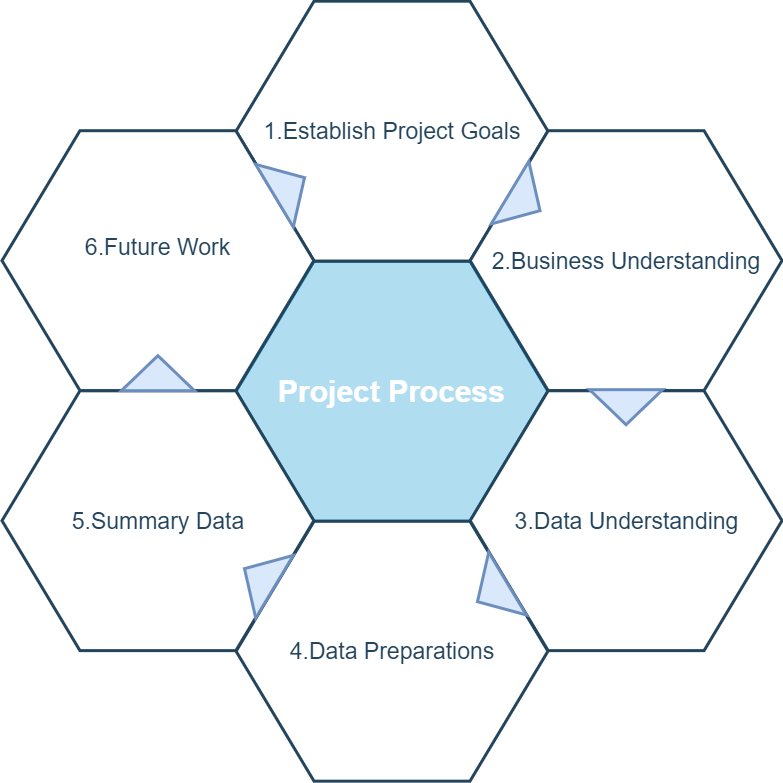 1.Establish Project Goals
2.Business Understanding
3.Data Understanding
4.Data Preparations
5.Summary Data
6.Future Work
Project Process